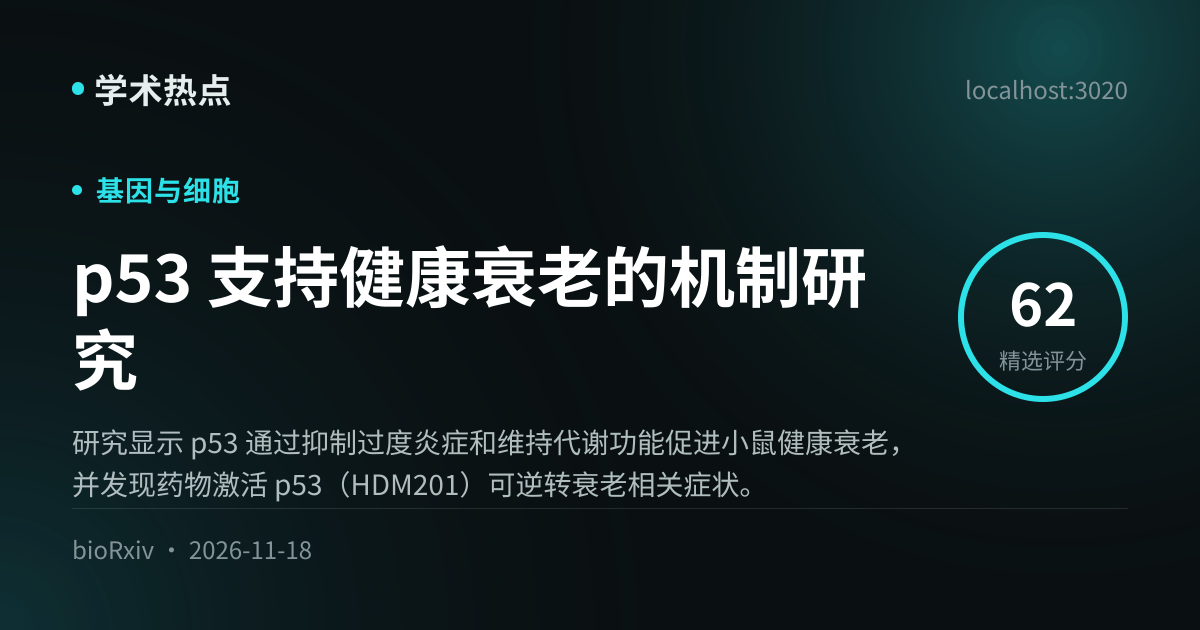 学术热点
localhost:3020
基因与细胞
p53 支持健康衰老的机制研
究
62
精选评分
研究显示 p53 通过抑制过度炎症和维持代谢功能促进小鼠健康衰老，
并发现药物激活 p53（HDM201）可逆转衰老相关症状。
bioRxiv · 2026-11-18